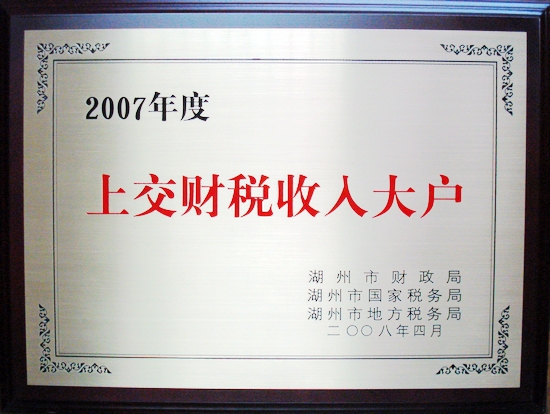 2007年度
上交财税收入大户
湖州市财政局
湖州市国家税务局
湖州市地方税务局
二〇〇八年四月